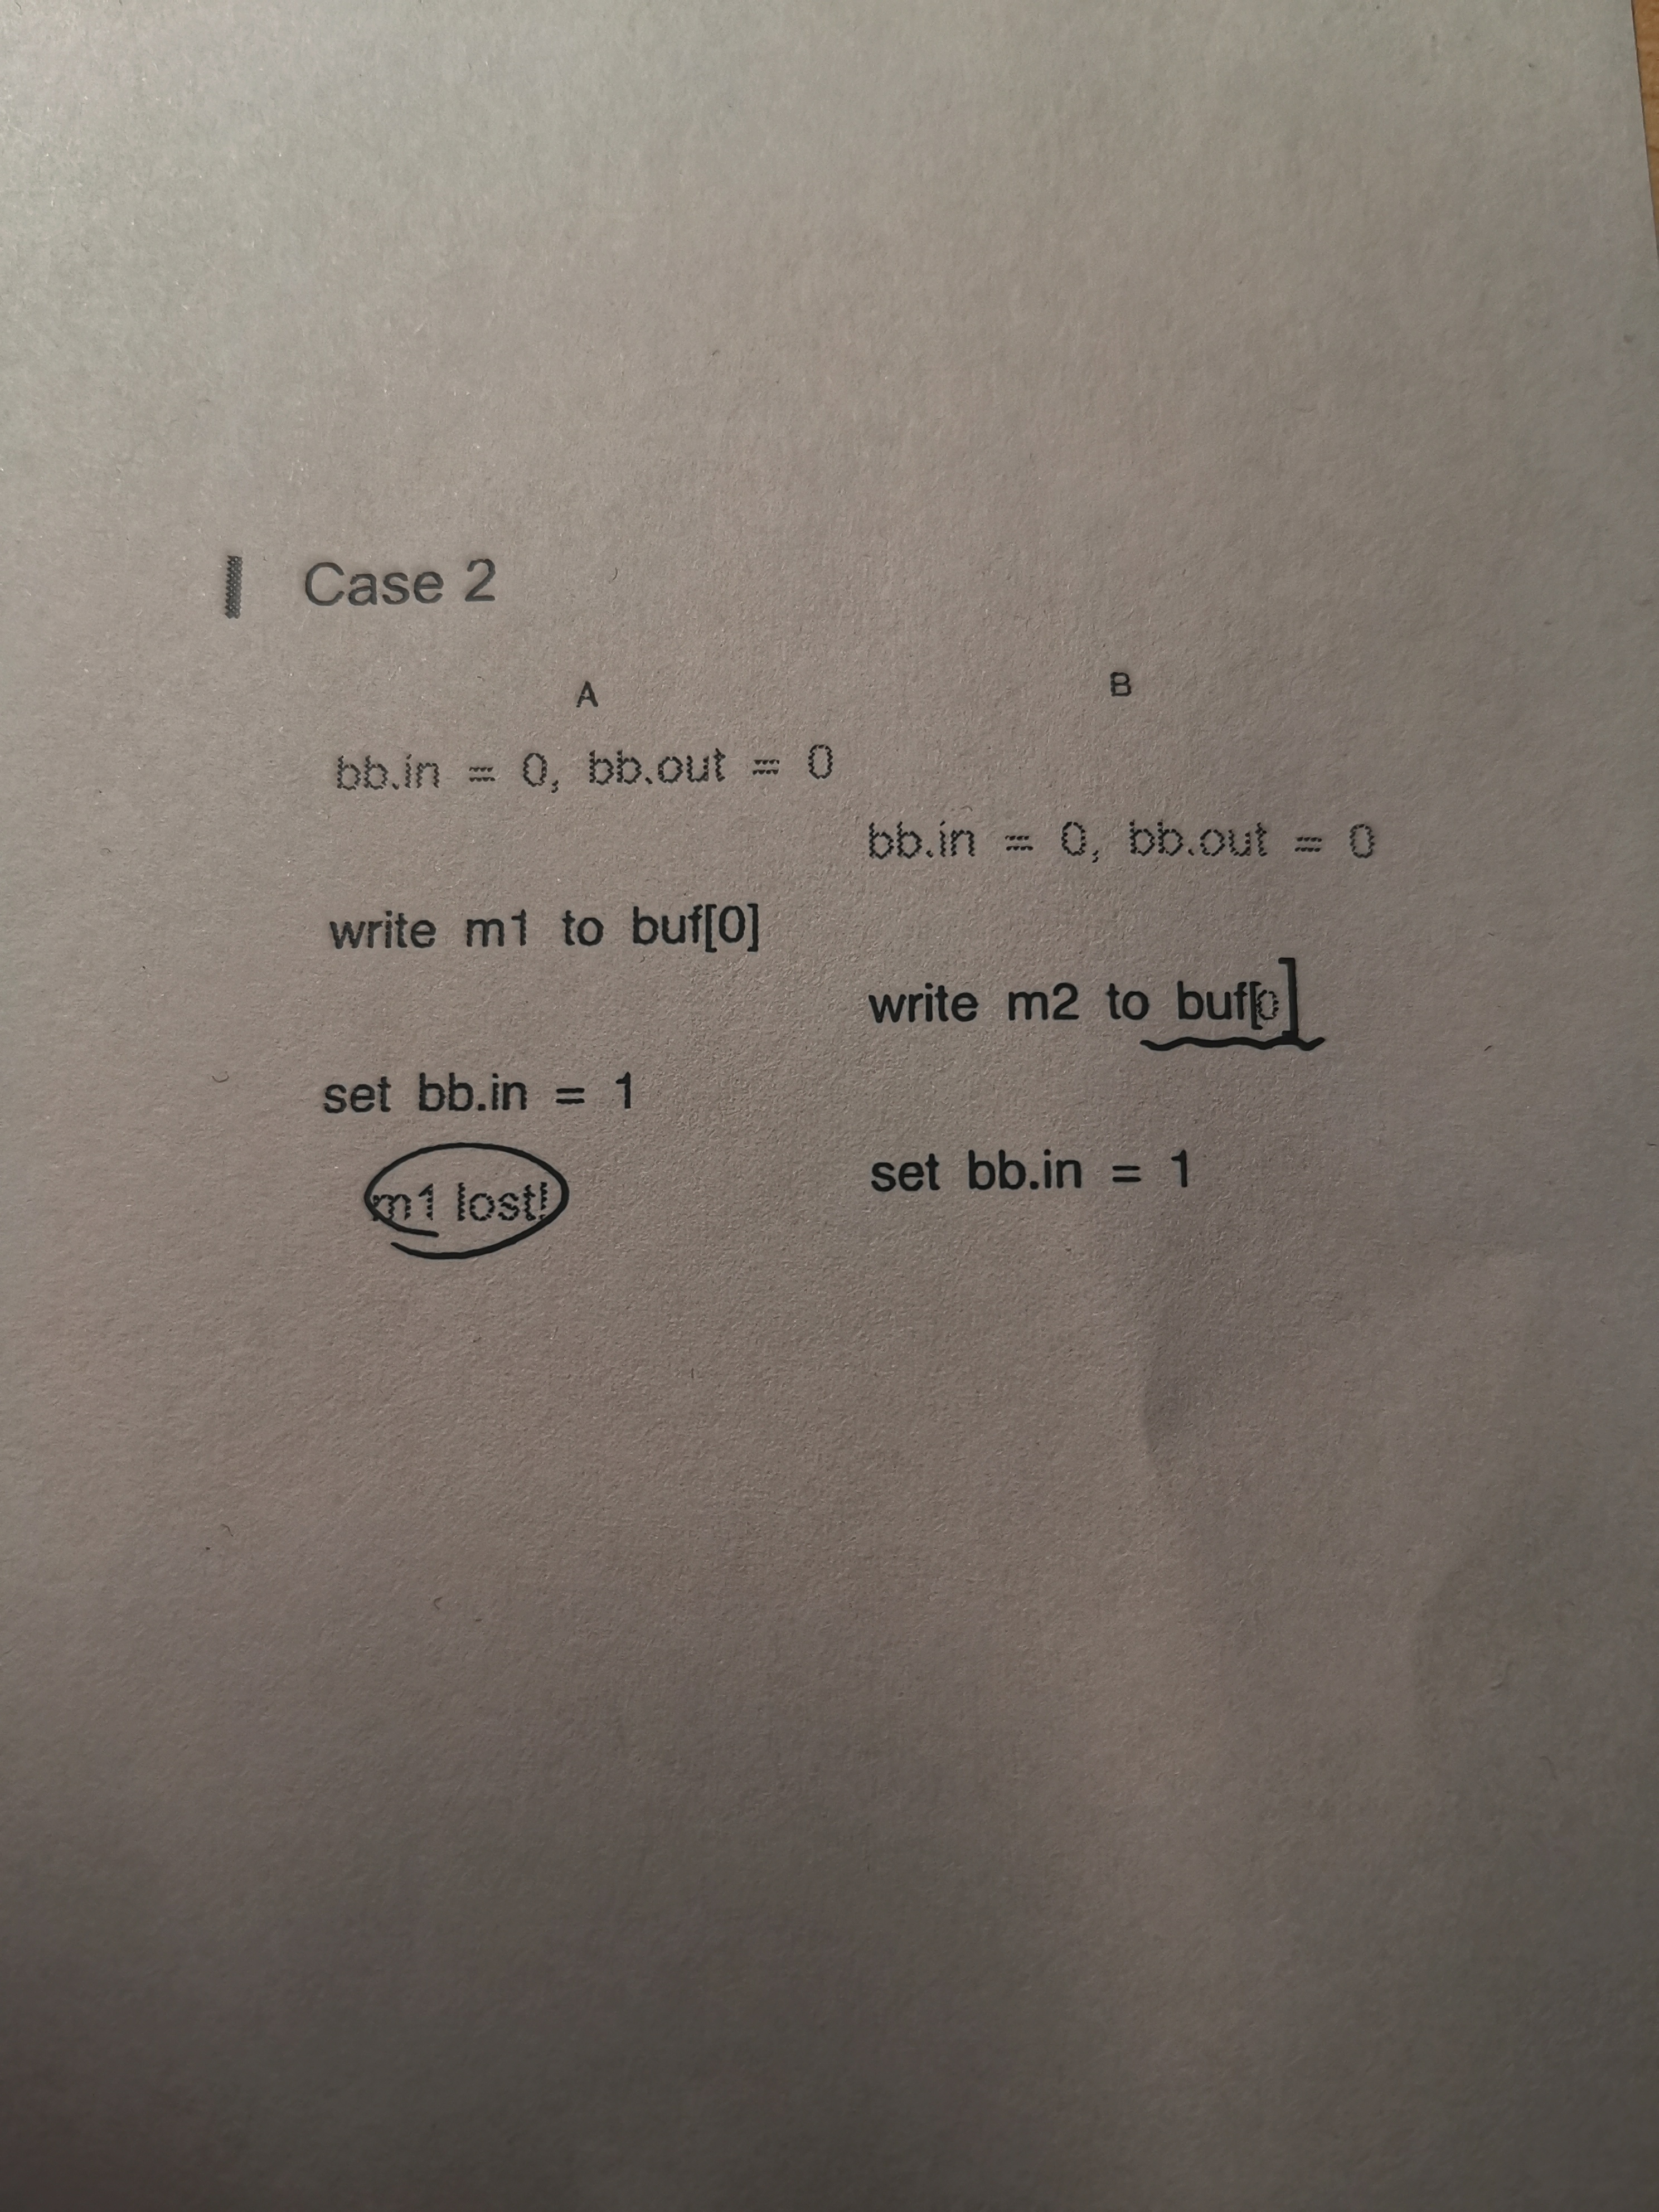 Case 2
A B
bb.in = 0, bb.out = 0
bb.in = 0, bb.out = 0
write m1 to buf[0]
write m2 to buf[0]
set bb.in = 1
set bb.in = 1
m1 lost!